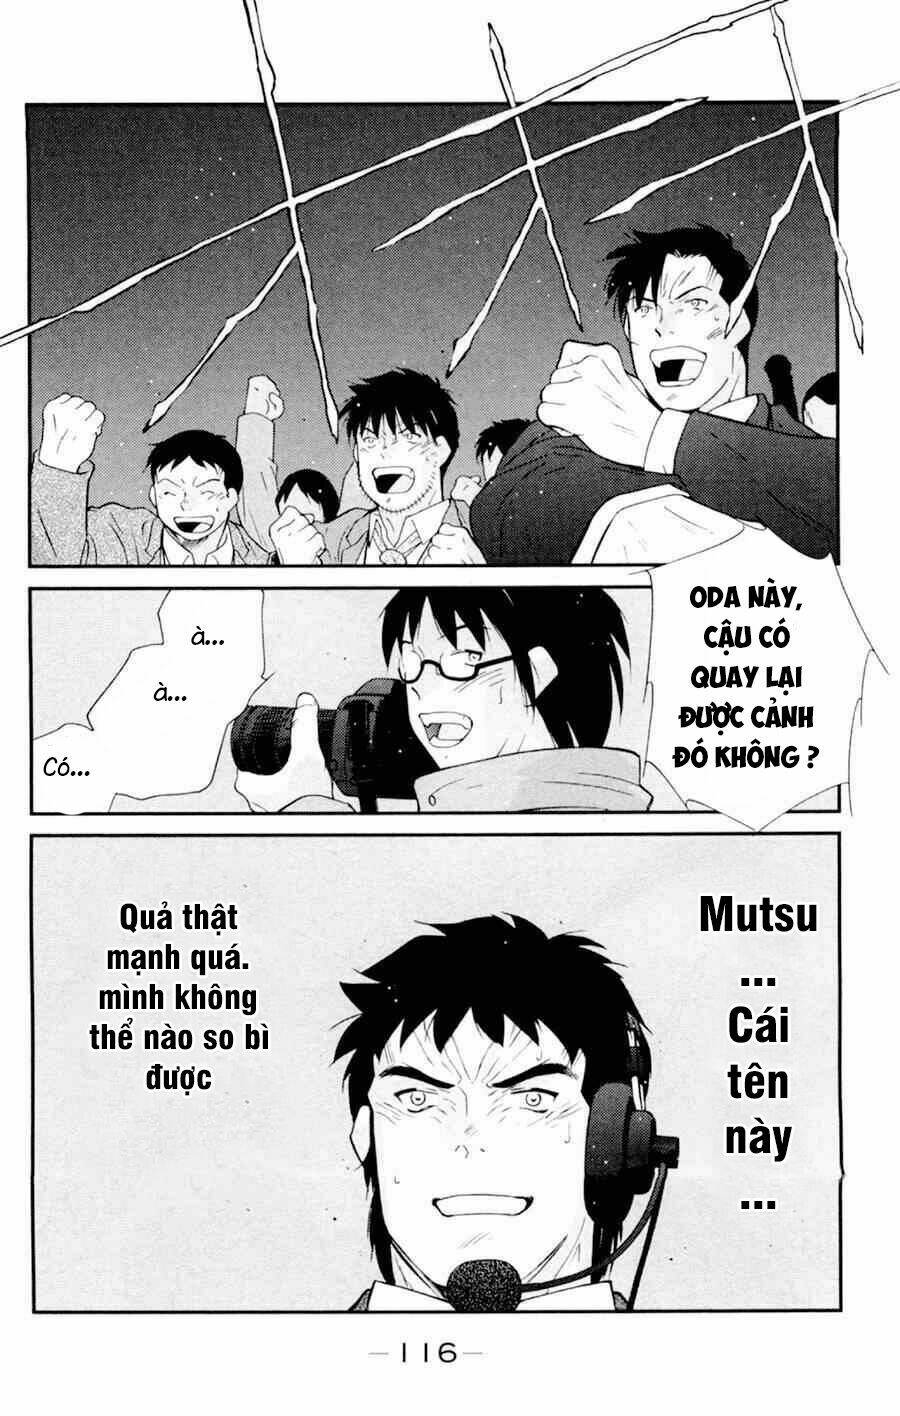 ODA NÀY,
CẬU CÓ
QUAY LẠI
ĐƯỢC CẢNH
ĐÓ KHÔNG ?
à...
à...
Có...
Mutsu
...
Cái
tên
này
...
Quả thật
mạnh quá.
mình không
thể nào so bì
được
116